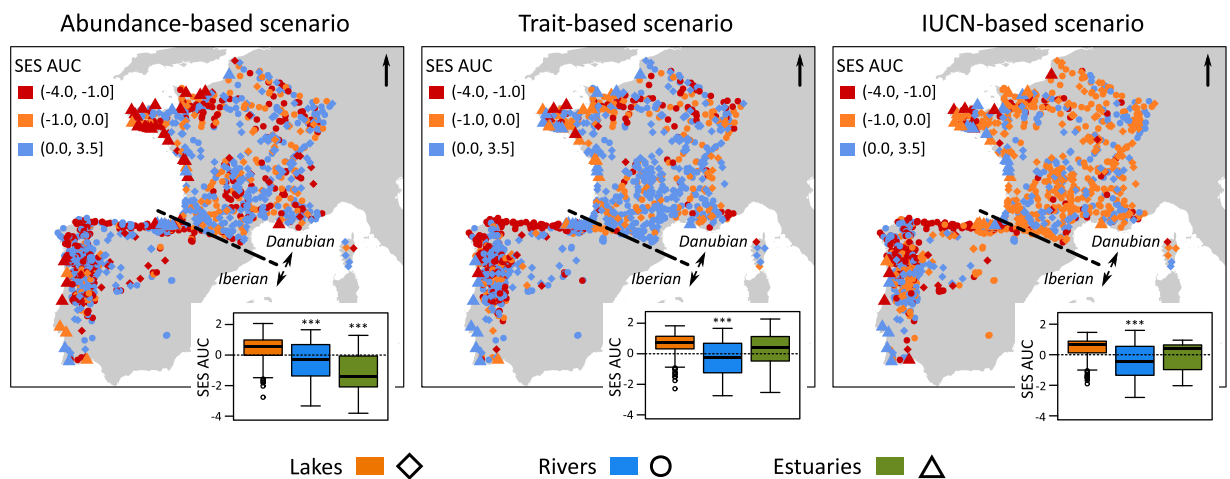 Abundance-based scenario
Trait-based scenario
IUCN-based scenario
SES AUC
(-4.0, -1.0]
(-1.0, 0.0]
(0.0, 3.5]
Danubian
Iberian
SES AUC
2
0
-2
-4
*** ***
SES AUC
(-4.0, -1.0]
(-1.0, 0.0]
(0.0, 3.5]
Danubian
Iberian
SES AUC
2
0
-2
-4
***
SES AUC
(-4.0, -1.0]
(-1.0, 0.0]
(0.0, 3.5]
Danubian
Iberian
SES AUC
2
0
-2
-4
***
Lakes Rivers Estuaries